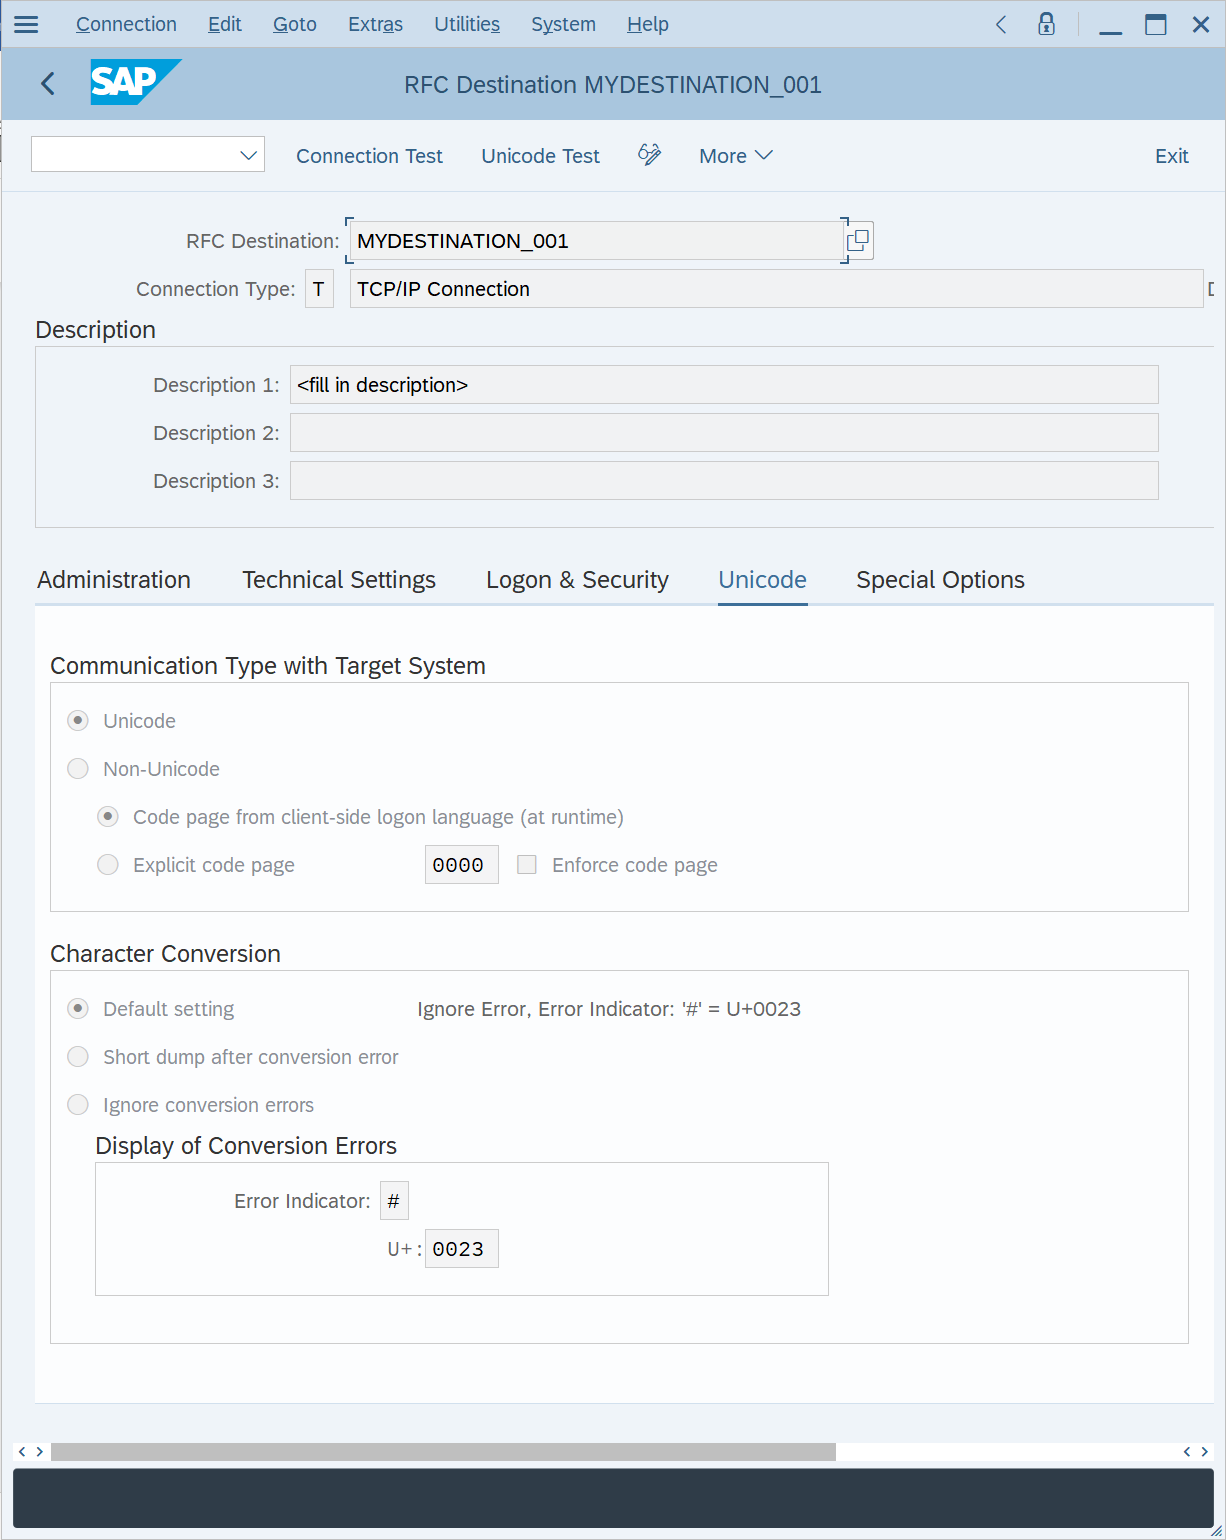 Connection Edit Goto Extras Utilities System Help
SAP RFC Destination MYDESTINATION_001
Connection Test Unicode Test More Exit
RFC Destination: MYDESTINATION_001
Connection Type: T TCP/IP Connection
Description
Description 1: <fill in description>
Description 2:
Description 3:
Administration Technical Settings Logon & Security Unicode Special Options
Communication Type with Target System
Unicode
Non-Unicode
Code page from client-side logon language (at runtime)
Explicit code page 0000 Enforce code page
Character Conversion
Default setting Ignore Error, Error Indicator: '#' = U+0023
Short dump after conversion error
Ignore conversion errors
Display of Conversion Errors
Error Indicator: #
U+: 0023